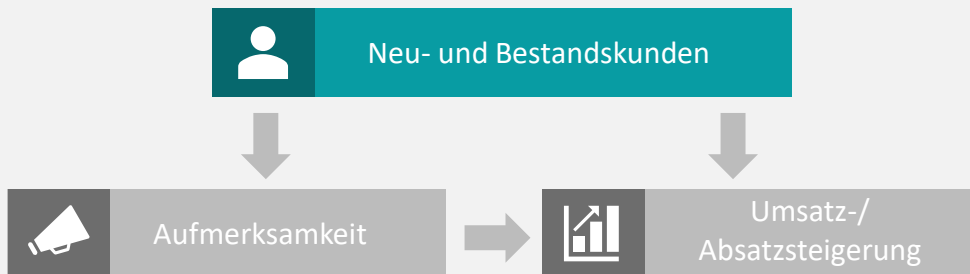 Neu- und Bestandskunden
Aufmerksamkeit
Umsatz-/
Absatzsteigerung